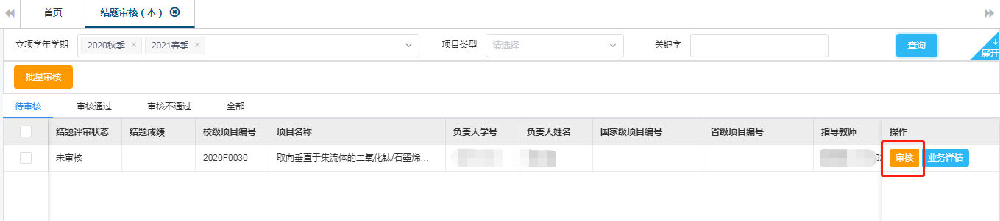 首页 结题审核（本）
立项学年学期 2020秋季 2021春季 项目类型 请选择 关键字 查询 展开
批量审核
待审核 审核通过 审核不通过 全部
结题评审状态 结题成绩 校级项目编号 项目名称 负责人学号 负责人姓名 国家级项目编号 省级项目编号 指导教师 操作
未审核 2020F0030 取向垂直于集流体的二氧化钛/石墨烯... 审核 业务详情